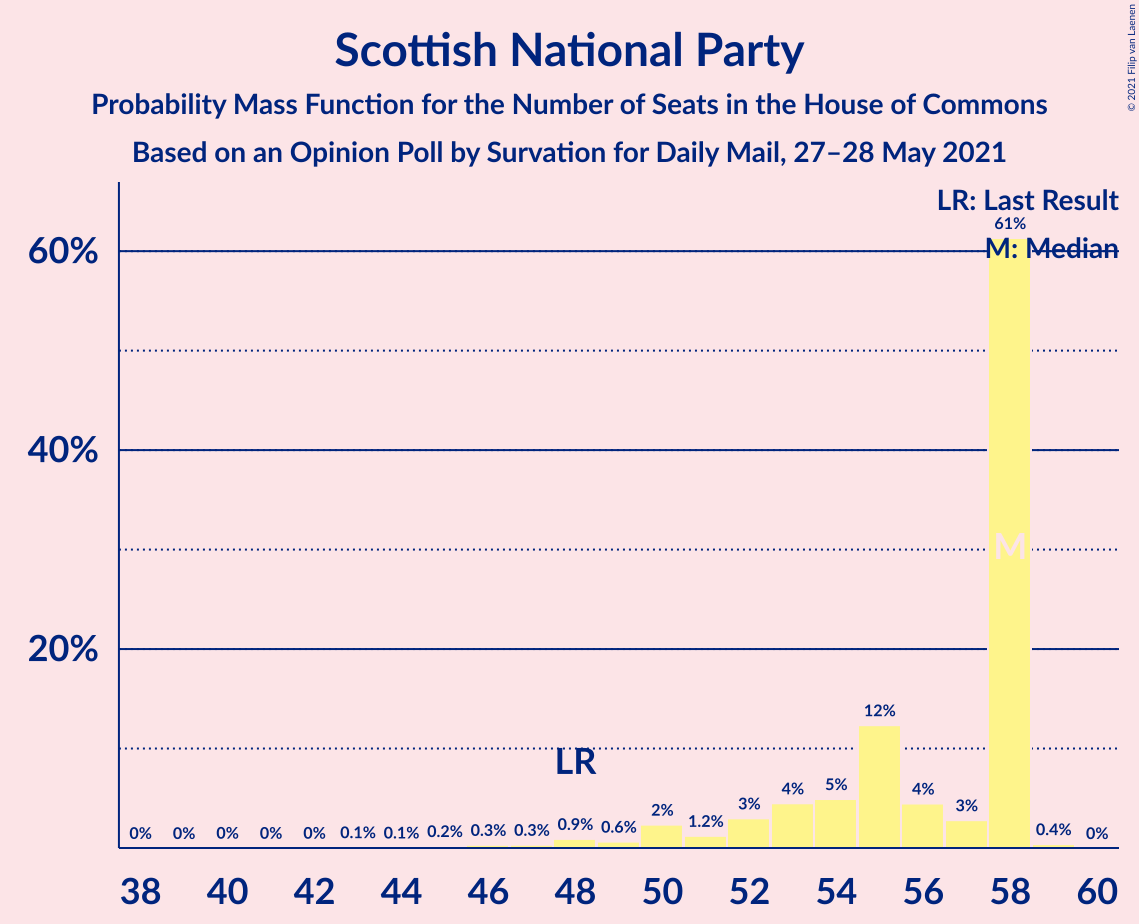 Scottish National Party
Probability Mass Function for the Number of Seats in the House of Commons
Based on an Opinion Poll by Survation for Daily Mail, 27–28 May 2021
© 2021 Filip van Laenen
LR: Last Result
M: Median
60%
40%
20%
0% 0% 0% 0% 0% 0.1% 0.1% 0.2% 0.3% 0.3% 0.9% 0.6% 2% 1.2% 3% 4% 5% 12% 4% 3% 61% 0.4% 0%
LR
M
38 40 42 44 46 48 50 52 54 56 58 60